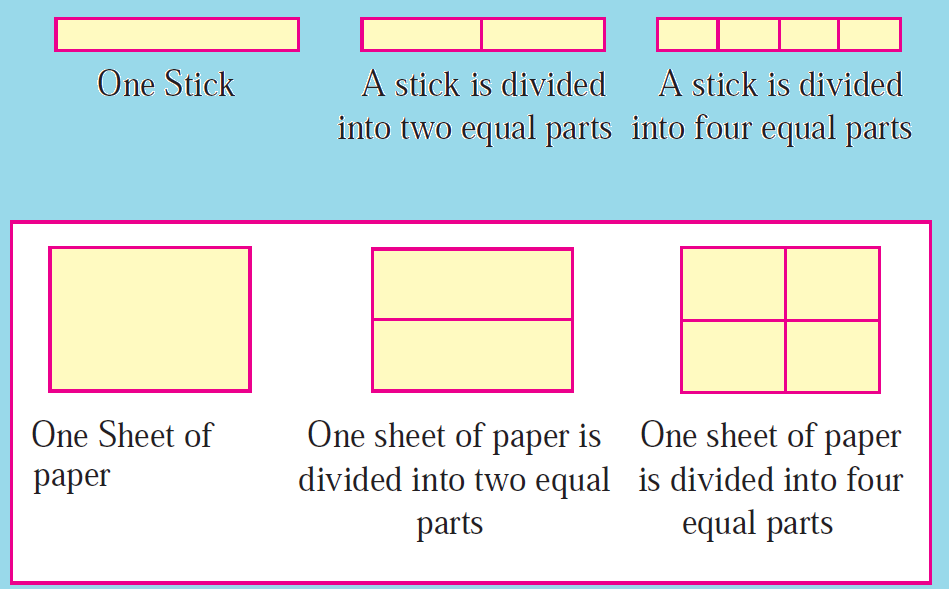 One Stick
A stick is divided
into two equal parts
A stick is divided
into four equal parts
One Sheet of
paper
One sheet of paper is
divided into two equal
parts
One sheet of paper
is divided into four
equal parts